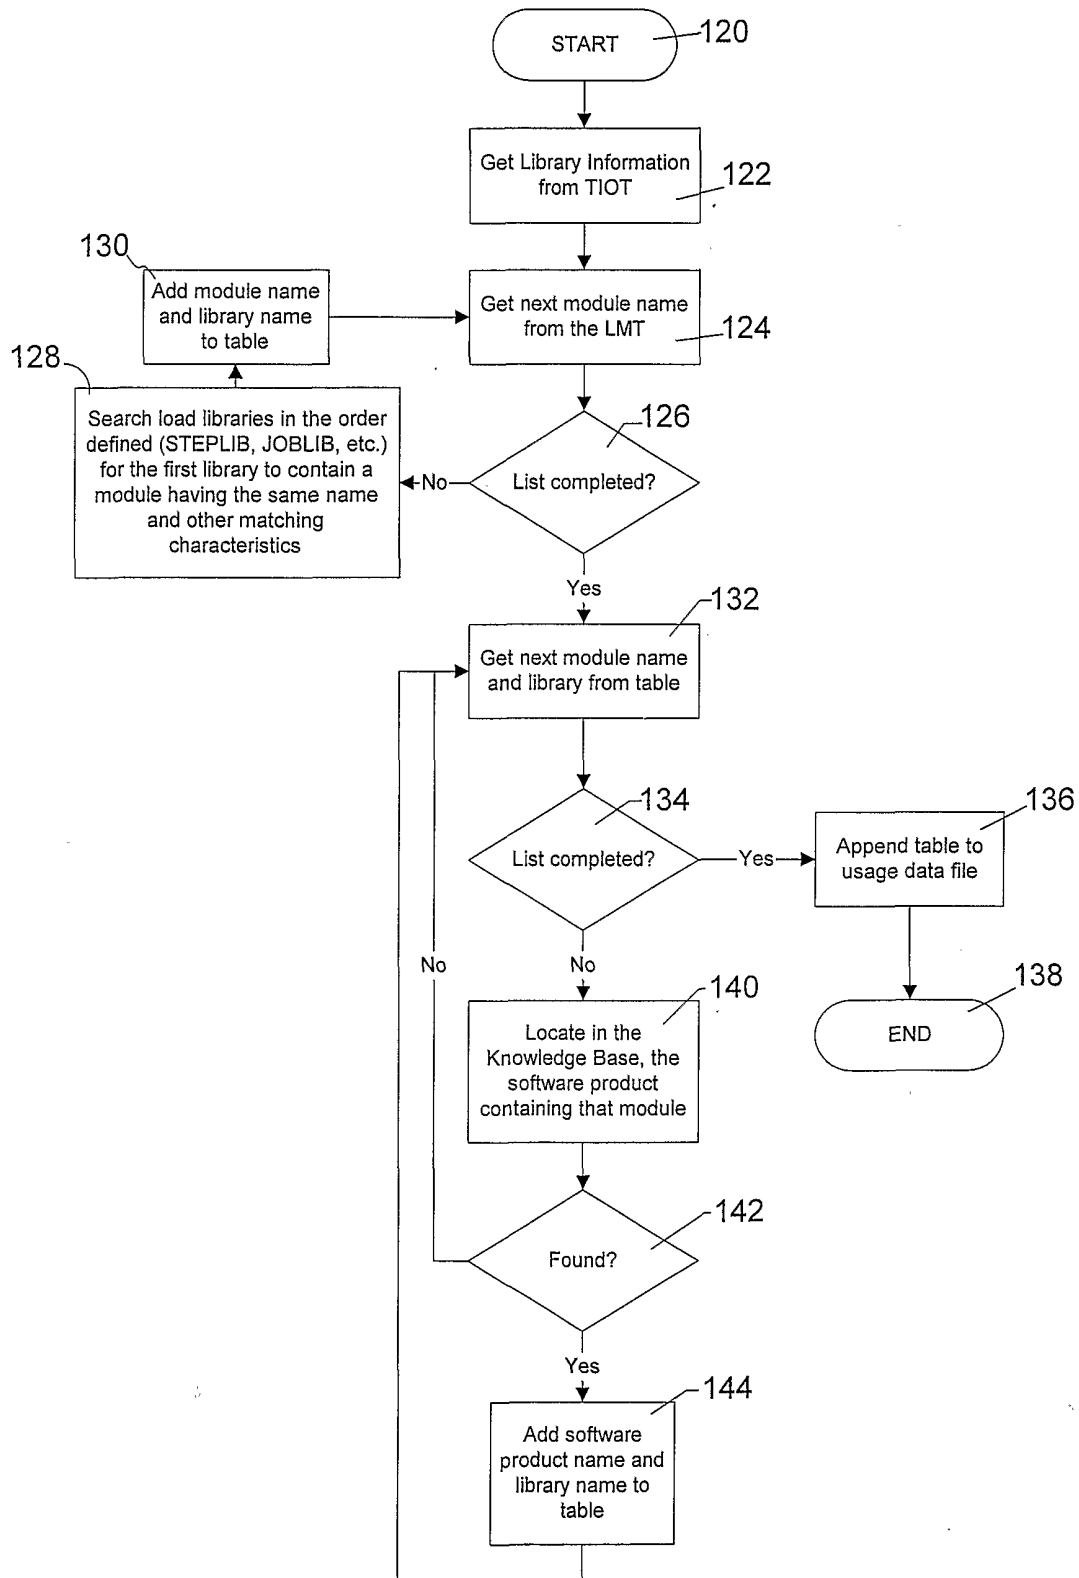 START
120
Get Library Information
from TIOT
122
130
Add module name
and library name
to table
Get next module name
from the LMT
124
128
Search load libraries in the order
defined (STEPLIB, JOBLIB, etc.)
for the first library to contain a
module having the same name
and other matching
characteristics
126
List completed?
No
Yes
132
Get next module name
and library from table
134
List completed?
Yes
136
Append table to
usage data file
No
No
138
END
140
Locate in the
Knowledge Base, the
software product
containing that module
142
Found?
Yes
144
Add software
product name and
library name to
table